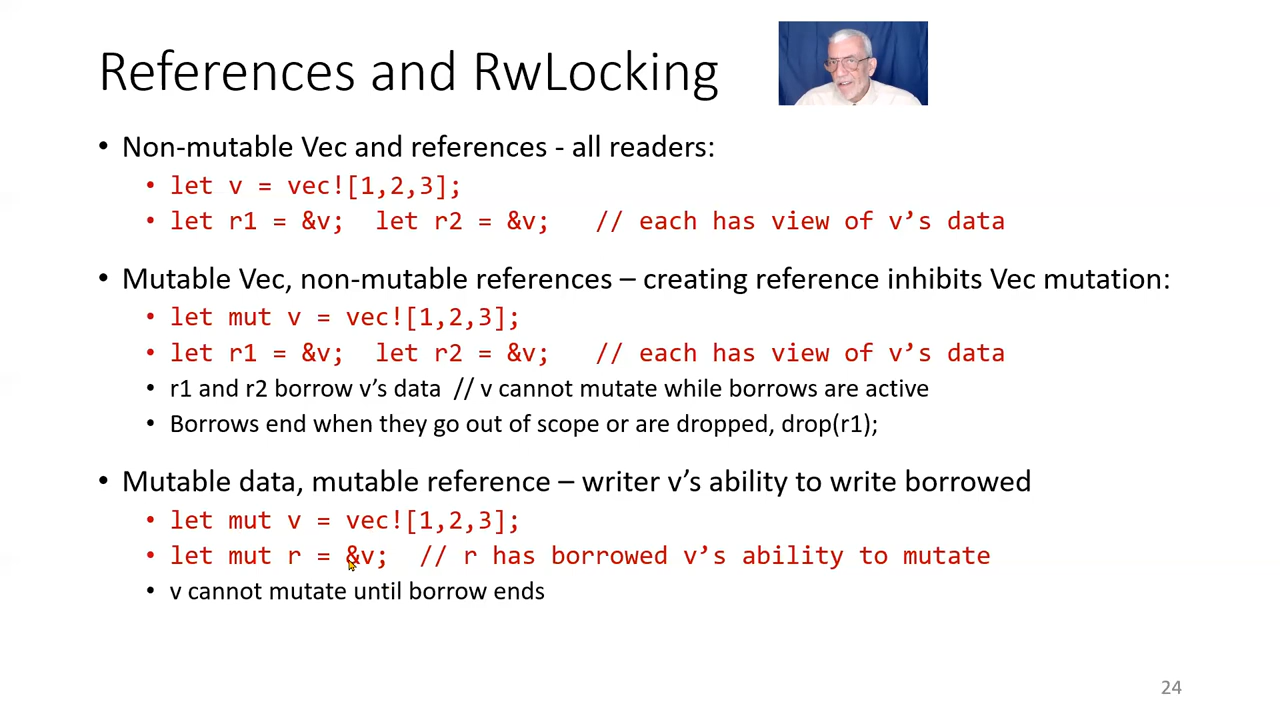 References and RwLocking
• Non-mutable Vec and references - all readers:
• let v = vec![1,2,3];
• let r1 = &v;  let r2 = &v;   // each has view of v’s data
• Mutable Vec, non-mutable references – creating reference inhibits Vec mutation:
• let mut v = vec![1,2,3];
• let r1 = &v;  let r2 = &v;   // each has view of v’s data
• r1 and r2 borrow v’s data  // v cannot mutate while borrows are active
• Borrows end when they go out of scope or are dropped, drop(r1);
• Mutable data, mutable reference – writer v’s ability to write borrowed
• let mut v = vec![1,2,3];
• let mut r = &v;  // r has borrowed v’s ability to mutate
• v cannot mutate until borrow ends
24